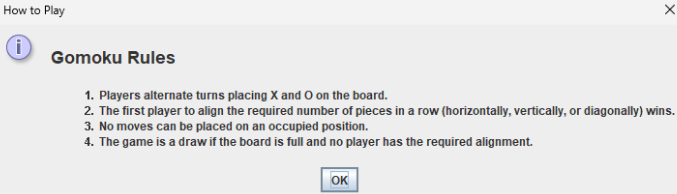 How to Play
Gomoku Rules
1. Players alternate turns placing X and O on the board.
2. The first player to align the required number of pieces in a row (horizontally, vertically, or diagonally) wins.
3. No moves can be placed on an occupied position.
4. The game is a draw if the board is full and no player has the required alignment.
OK